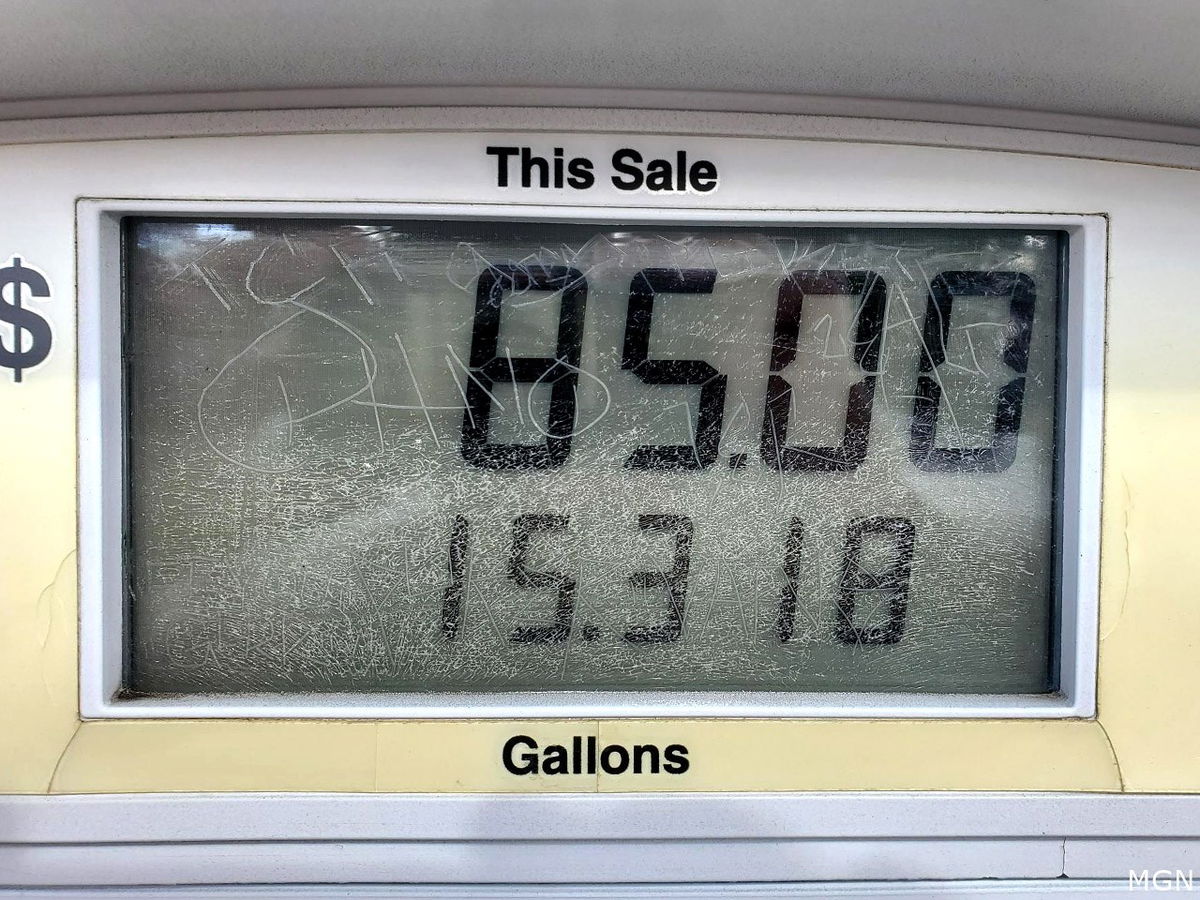 This Sale
$ 85.00
15.318
Gallons
MGN